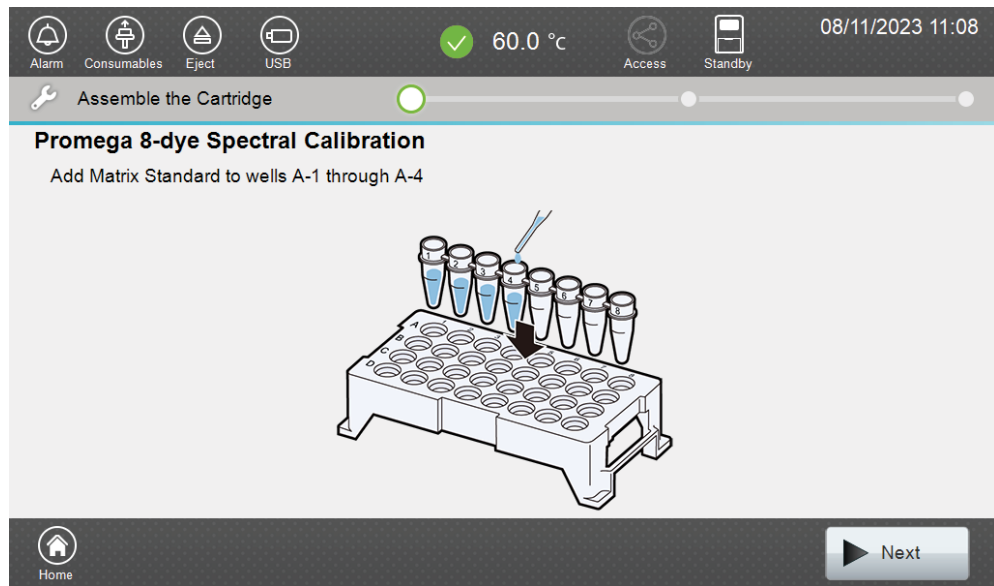 08/11/2023 11:08
60.0 °c
Alarm
Consumables
Eject
USB
Access
Standby
Assemble the Cartridge
Promega 8-dye Spectral Calibration
Add Matrix Standard to wells A-1 through A-4
1
2
3
4
5
6
7
8
A
B
C
D
Next
Home